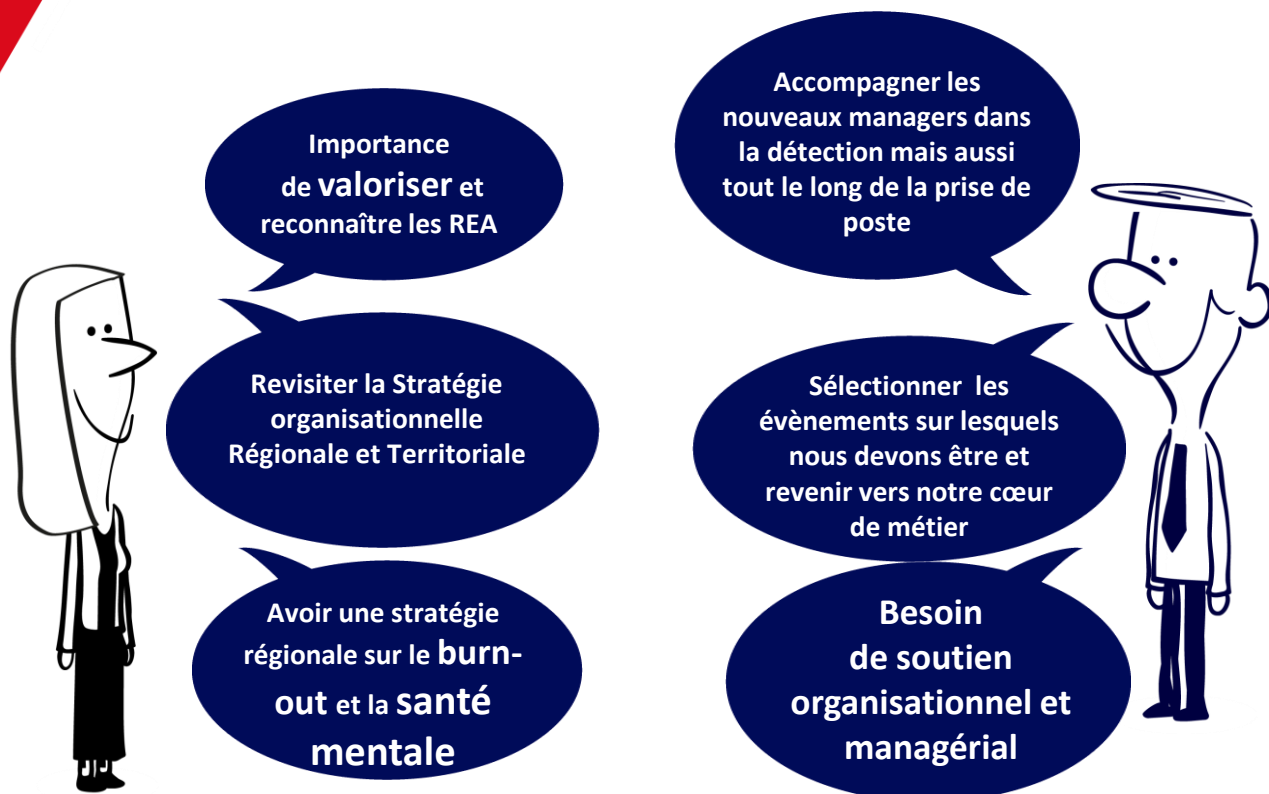 Importance
de valoriser et
reconnaître les REA
Revisiter la Stratégie
organisationnelle
Régionale et Territoriale
Avoir une stratégie
régionale sur le burn-
out et la santé
mentale
Accompagner les
nouveaux managers dans
la détection mais aussi
tout le long de la prise de
poste
Sélectionner les
évènements sur lesquels
nous devons être et
revenir vers notre cœur
de métier
Besoin
de soutien
organisationnel et
managérial